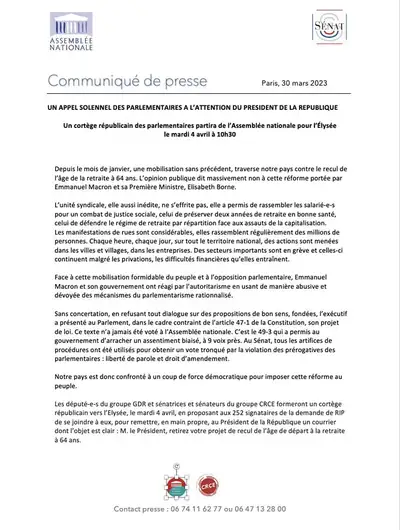 ASSEMBLÉE
NATIONALE
SÉNAT
Communiqué de presse
Paris, 30 mars 2023
UN APPEL SOLENNEL DES PARLEMENTAIRES A L’ATTENTION DU PRESIDENT DE LA REPUBLIQUE
Un cortège républicain des parlementaires partira de l’Assemblée nationale pour l’Élysée
le mardi 4 avril à 10h30
Depuis le mois de janvier, une mobilisation sans précédent, traverse notre pays contre le recul de
l’âge de la retraite à 64 ans. L’opinion publique dit massivement non à cette réforme portée par
Emmanuel Macron et sa Première Ministre, Elisabeth Borne.
L’unité syndicale, elle aussi inédite, ne s’effrite pas, elle a permis de rassembler les salarié-e-s
pour un combat de justice sociale, celui de préserver deux années de retraite en bonne santé,
celui de défendre le régime de retraite par répartition face aux assauts de la capitalisation.
Les manifestations de rues sont considérables, elles rassemblent régulièrement des millions de
personnes. Chaque heure, chaque jour, sur tout le territoire national, des actions sont menées
dans les villes et villages, dans les entreprises. Des secteurs importants sont en grève et celles-ci
continuent malgré les privations, les difficultés financières qu’elles entraînent.
Face à cette mobilisation formidable du peuple et à l’opposition parlementaire, Emmanuel
Macron et son gouvernement ont réagi par l’autoritarisme en usant de manière abusive et
dévoyée des mécanismes du parlementarisme rationnalisé.
Sans concertation, en refusant tout dialogue sur des propositions de bon sens, fondées, l’exécutif
a présenté au Parlement, dans le cadre contraint de l’article 47-1 de la Constitution, son projet
de loi. Ce texte n’a jamais été voté à l’Assemblée nationale. C’est le 49-3 qui a permis au
gouvernement d’arracher un assentiment biaisé, à 9 voix près. Au Sénat, tous les artifices de
procédures ont été utilisés pour obtenir un vote tronqué par la violation des prérogatives des
parlementaires : liberté de parole et droit d’amendement.
Notre pays est donc confronté à un coup de force démocratique pour imposer cette réforme au
peuple.
Les député-e-s du groupe GDR et sénatrices et sénateurs du groupe CRCE formeront un cortège
républicain vers l’Elysée, le mardi 4 avril, en proposant aux 252 signataires de la demande de RIP
de se joindre à eux, pour remettre, en main propre, au Président de la République un courrier
dont l’objet est clair : M. le Président, retirez votre projet de recul de l’âge de départ à la retraite
à 64 ans.
CRCE
Contact presse : 06 74 11 62 77 ou 06 47 13 28 00